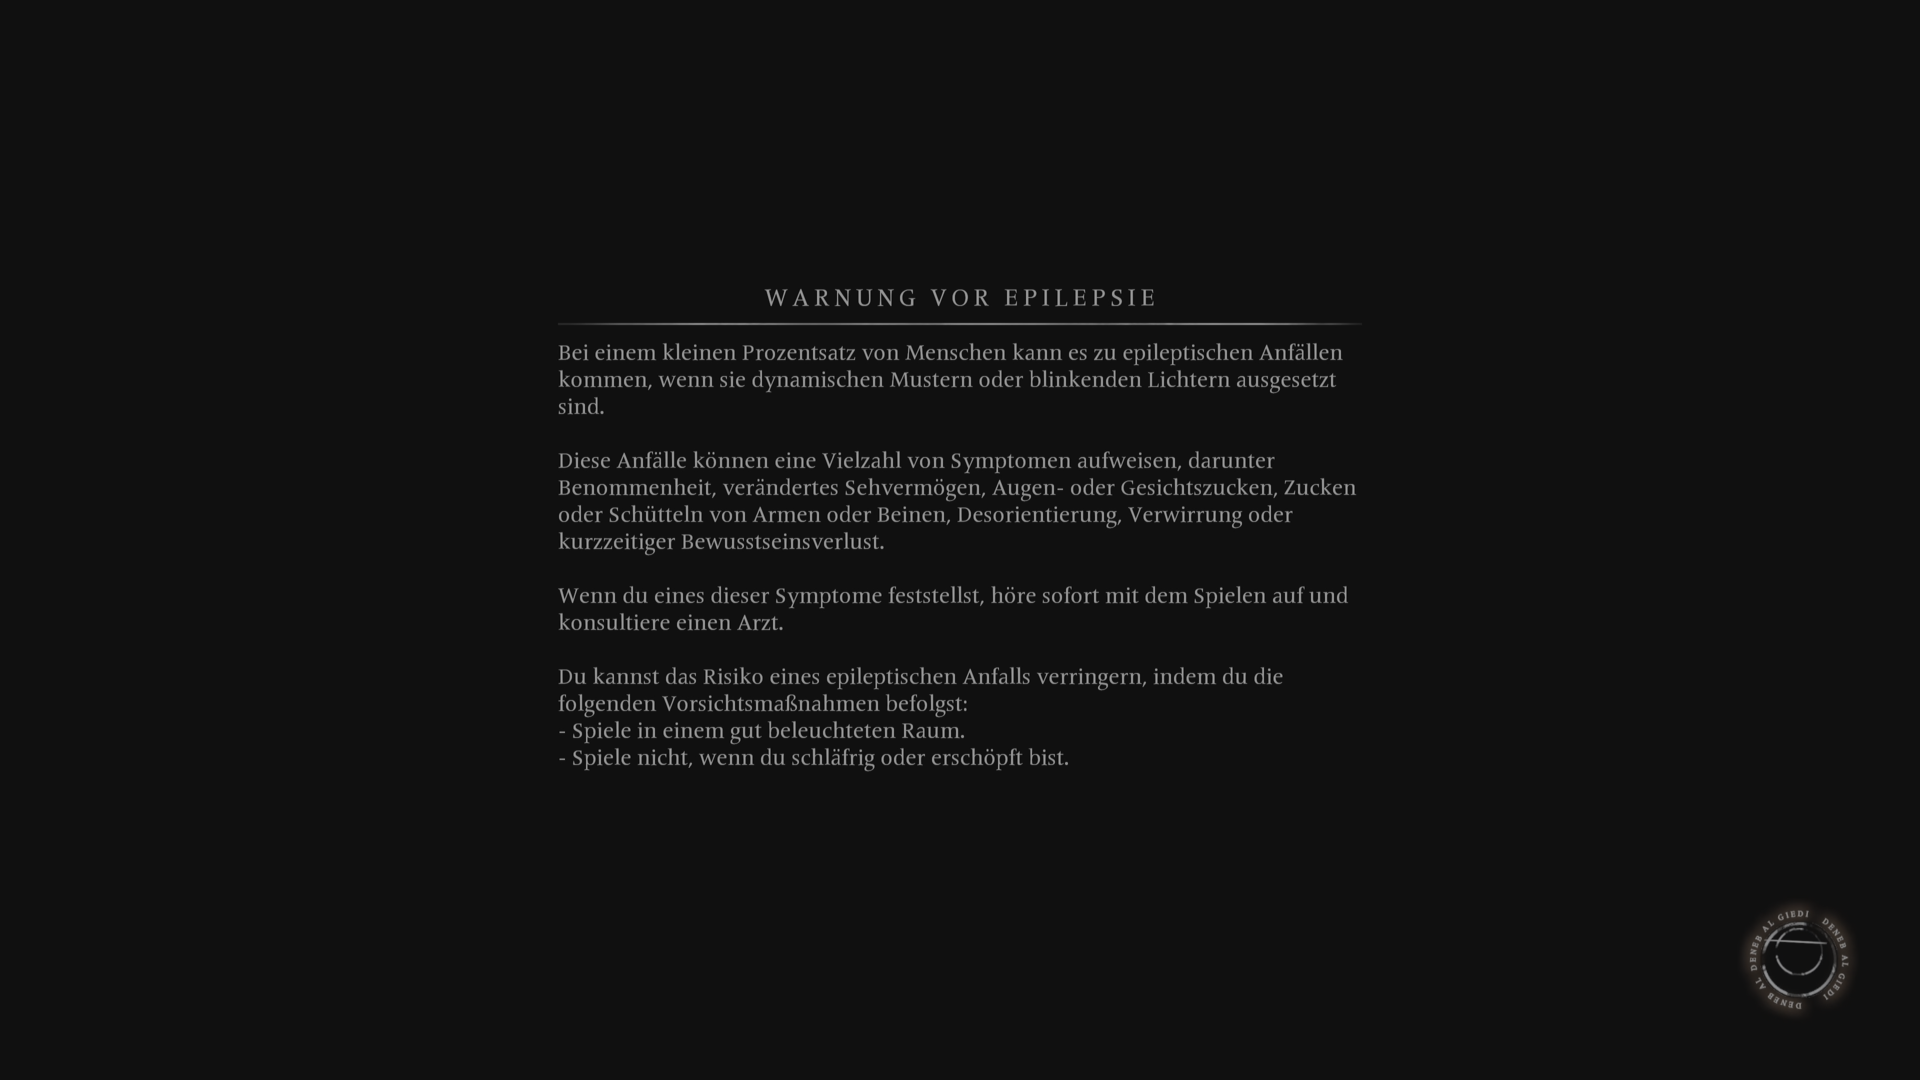 WARNUNG VOR EPILEPSIE
Bei einem kleinen Prozentsatz von Menschen kann es zu epileptischen Anfällen
kommen, wenn sie dynamischen Mustern oder blinkenden Lichtern ausgesetzt
sind.
Diese Anfälle können eine Vielzahl von Symptomen aufweisen, darunter
Benommenheit, verändertes Sehvermögen, Augen- oder Gesichtszucken, Zucken
oder Schütteln von Armen oder Beinen, Desorientierung, Verwirrung oder
kurzzeitiger Bewusstseinsverlust.
Wenn du eines dieser Symptome feststellst, höre sofort mit dem Spielen auf und
konsultiere einen Arzt.
Du kannst das Risiko eines epileptischen Anfalls verringern, indem du die
folgenden Vorsichtsmaßnahmen befolgst:
- Spiele in einem gut beleuchteten Raum.
- Spiele nicht, wenn du schläfrig oder erschöpft bist.
DENEB AL GIEDI DENEB AL GIEDI DENEB AL